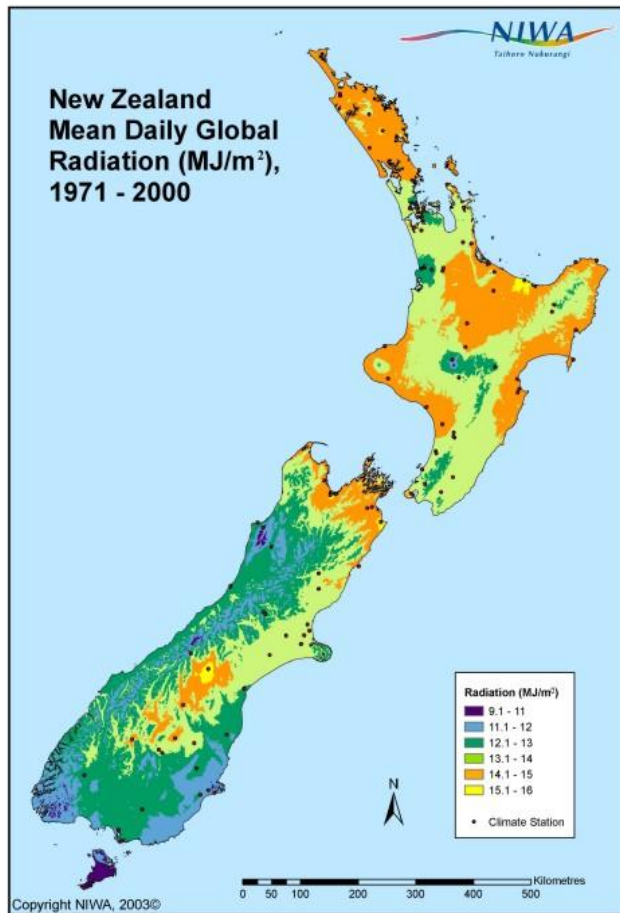 NIWA
Taihoro Nukurangi
New Zealand
Mean Daily Global
Radiation (MJ/m²),
1971 - 2000
Radiation (MJ/m²)
9.1 - 11
11.1 - 12
12.1 - 13
13.1 - 14
14.1 - 15
15.1 - 16
Climate Station
N
0 25 50 100 200 300 400 500
Kilometres
Copyright NIWA, 2003©